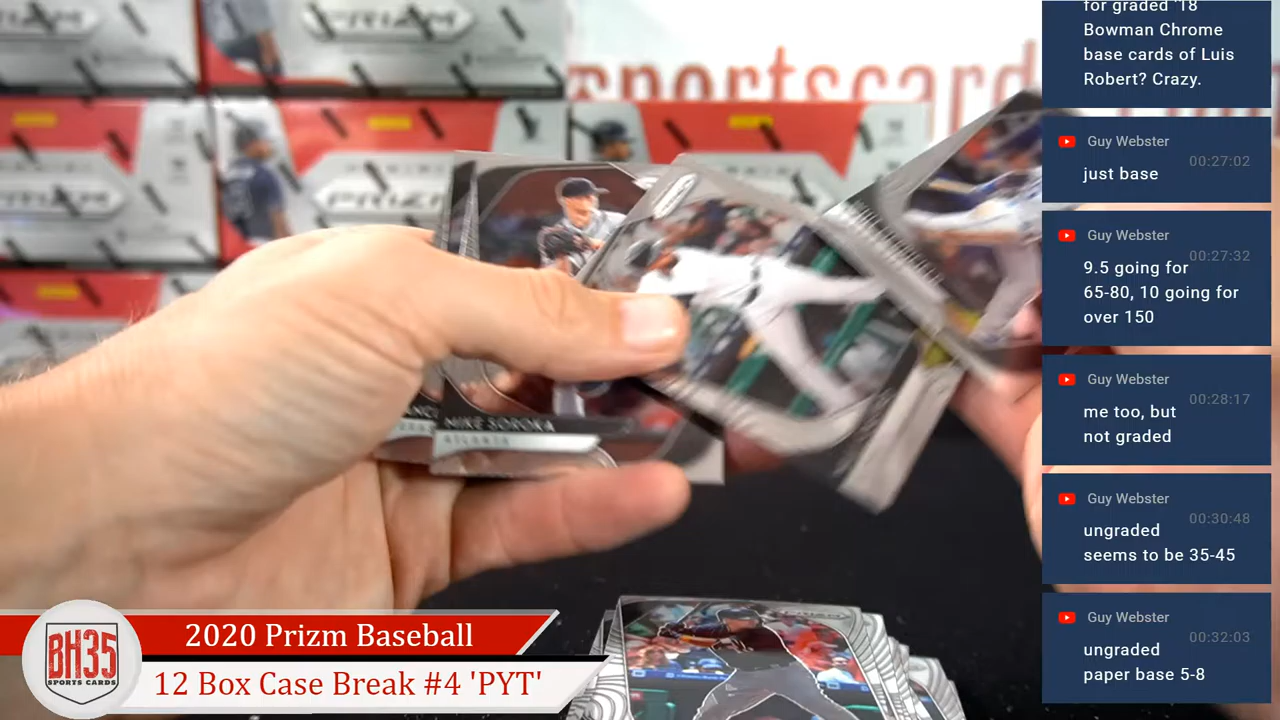 sportscard
PRIZM
PRIZM
PRIZM
PRIZM
MIKE SOROKA
ATLANTA
for graded '18
Bowman Chrome
base cards of Luis
Robert? Crazy.
Guy Webster
00:27:02
just base
Guy Webster
00:27:32
9.5 going for
65-80, 10 going for
over 150
Guy Webster
00:28:17
me too, but
not graded
Guy Webster
00:30:48
ungraded
seems to be 35-45
Guy Webster
00:32:03
ungraded
paper base 5-8
BH35
SPORTS CARDS
2020 Prizm Baseball
12 Box Case Break #4 'PYT'